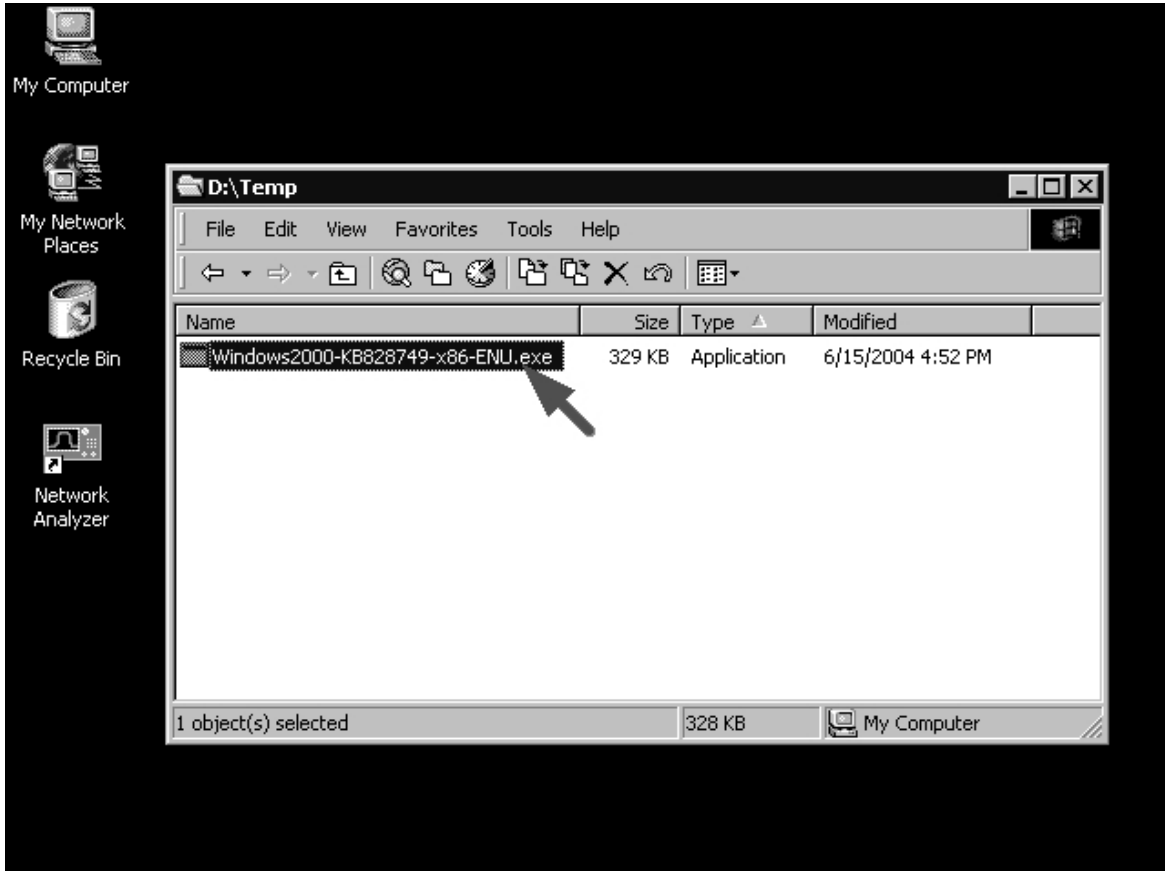 My Computer
My Network
Places
Recycle Bin
Network
Analyzer
D:\Temp
File Edit View Favorites Tools Help
Name Size Type Modified
Windows2000-KB828749-x86-ENU.exe 329 KB Application 6/15/2004 4:52 PM
1 object(s) selected 328 KB My Computer